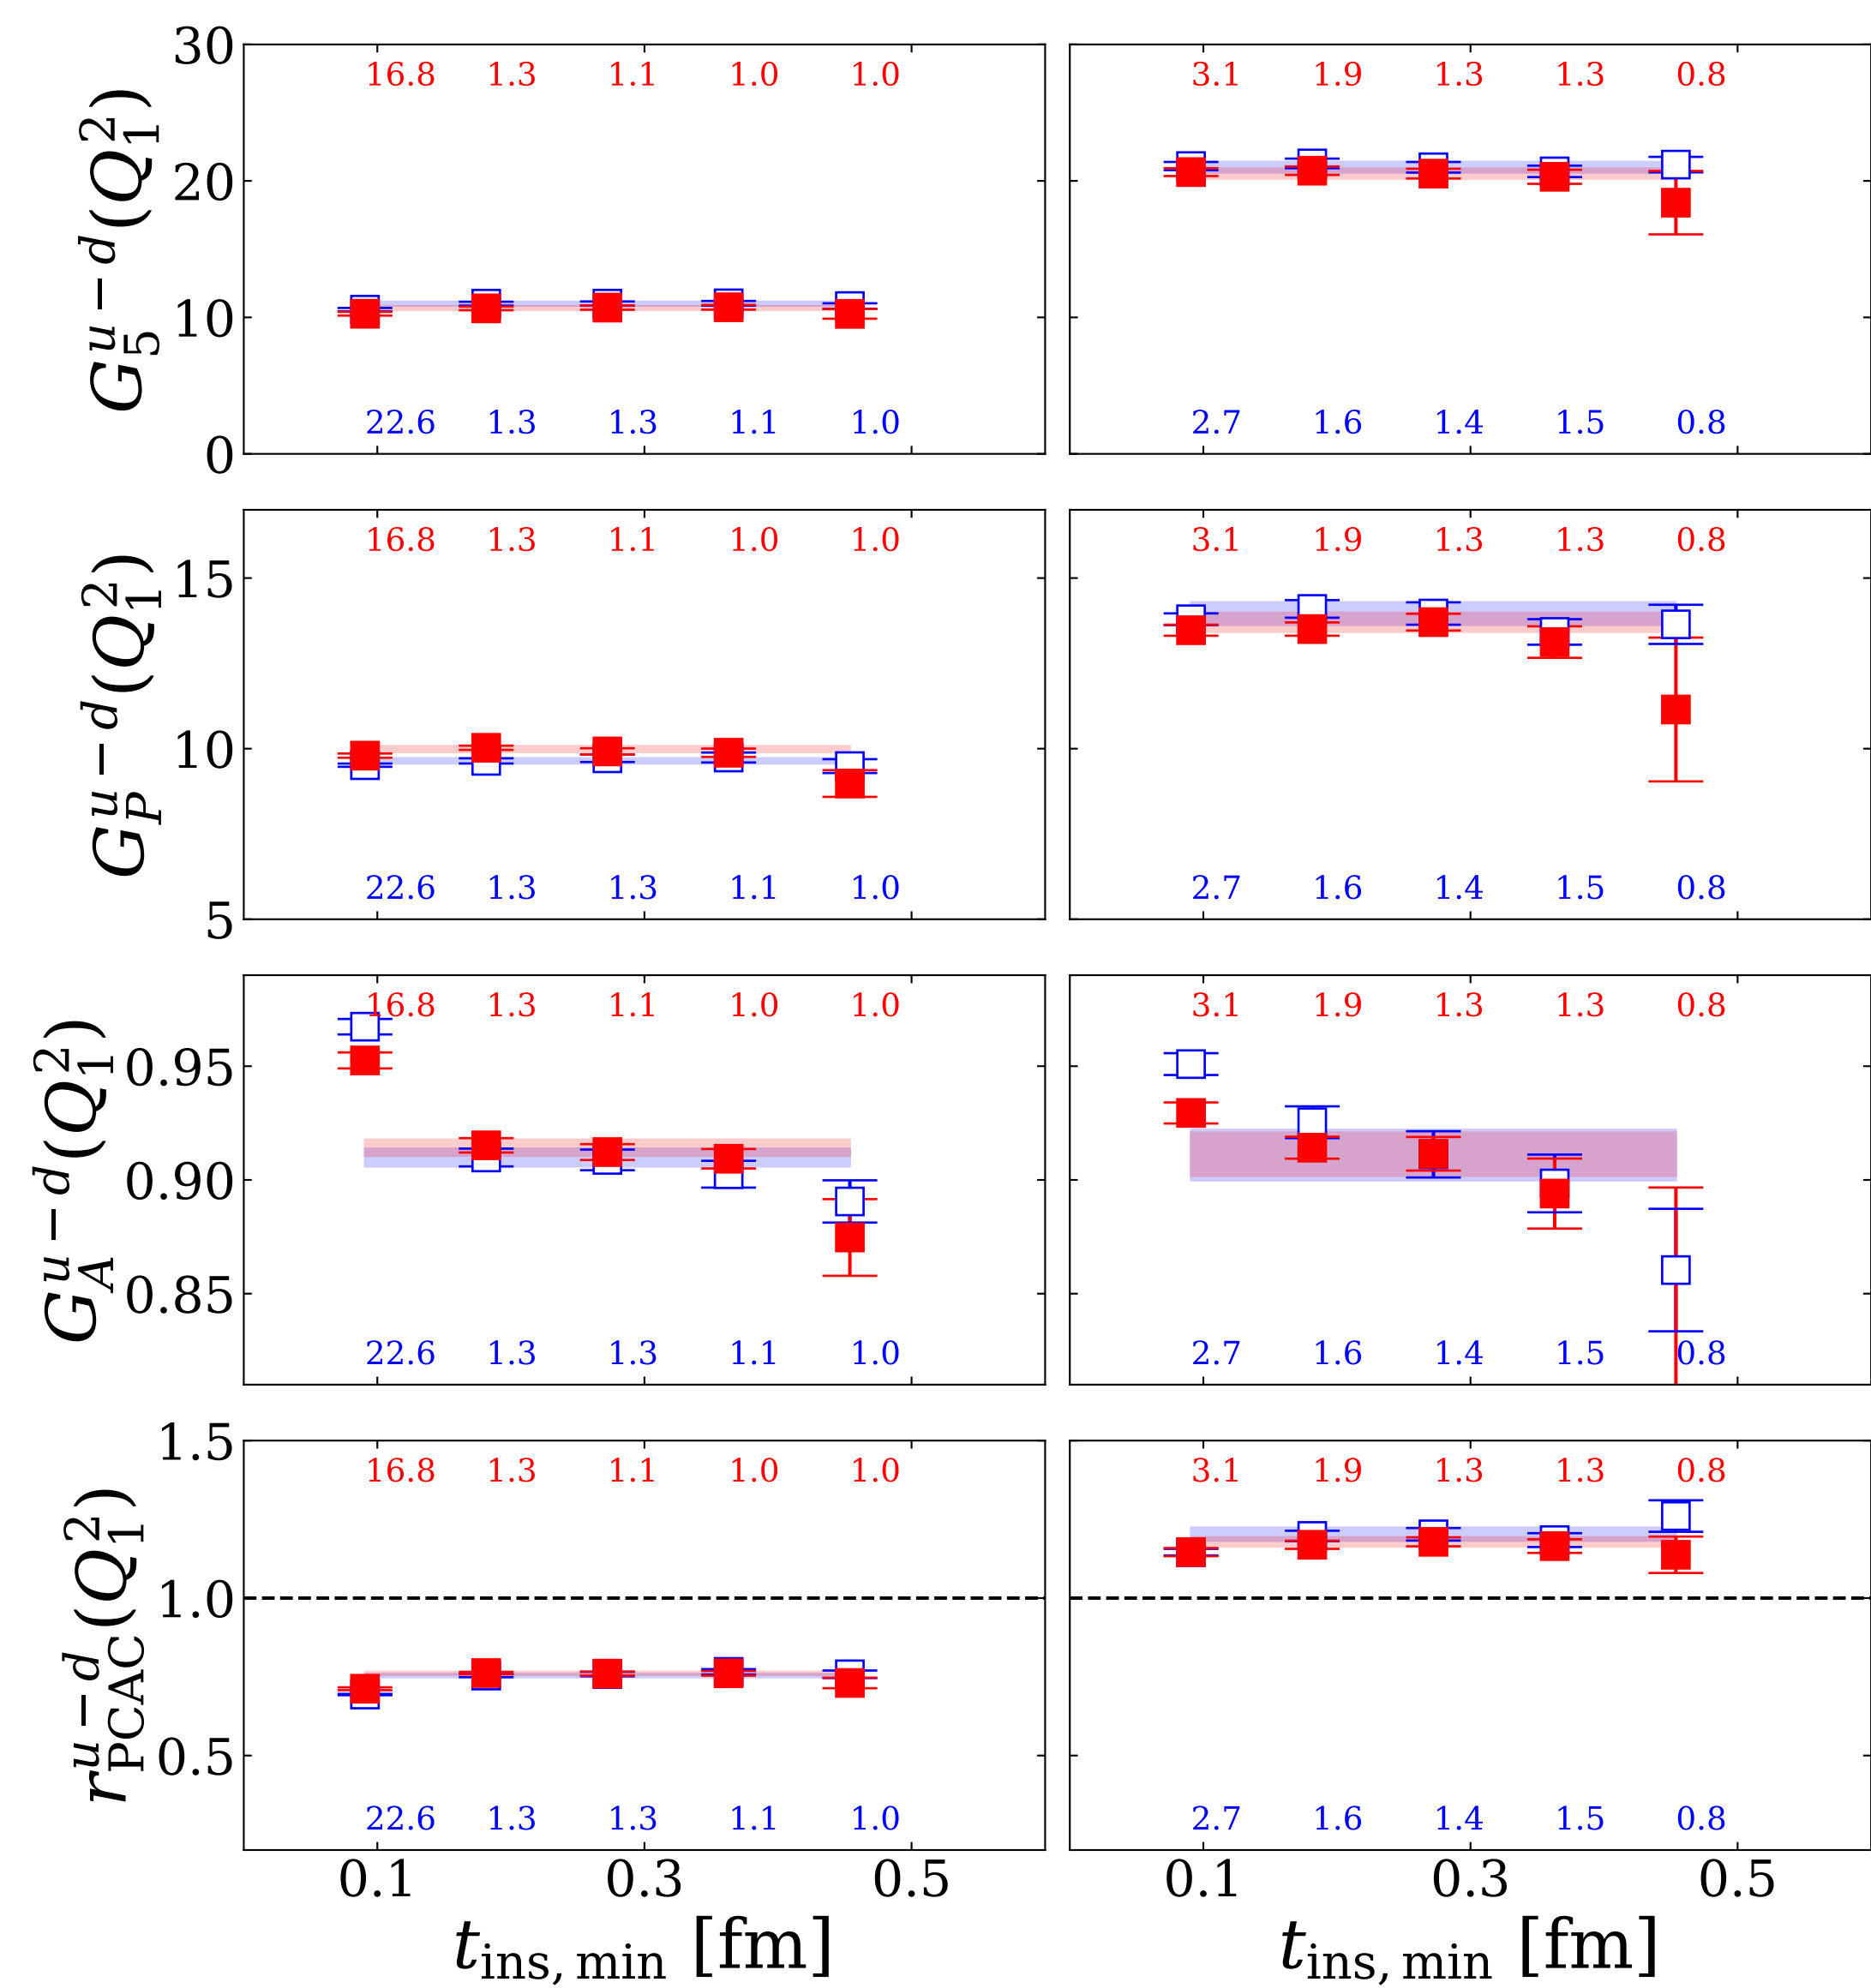 30 16.8 1.3 1.1 1.0 1.0 3.1 1.9 1.3 1.3 0.8
20
10
0 22.6 1.3 1.3 1.1 1.0 2.7 1.6 1.4 1.5 0.8
G_5^{u-d}(Q_1^2)
16.8 1.3 1.1 1.0 1.0 3.1 1.9 1.3 1.3 0.8
15
10
5 22.6 1.3 1.3 1.1 1.0 2.7 1.6 1.4 1.5 0.8
G_P^{u-d}(Q_1^2)
16.8 1.3 1.1 1.0 1.0 3.1 1.9 1.3 1.3 0.8
0.95
0.90
0.85
22.6 1.3 1.3 1.1 1.0 2.7 1.6 1.4 1.5 0.8
G_A^{u-d}(Q_1^2)
1.5 16.8 1.3 1.1 1.0 1.0 3.1 1.9 1.3 1.3 0.8
1.0
0.5
22.6 1.3 1.3 1.1 1.0 2.7 1.6 1.4 1.5 0.8
r_{PCAC}^{u-d}(Q_1^2)
0.1 0.3 0.5 0.1 0.3 0.5
t_{ins, min} [fm] t_{ins, min} [fm]